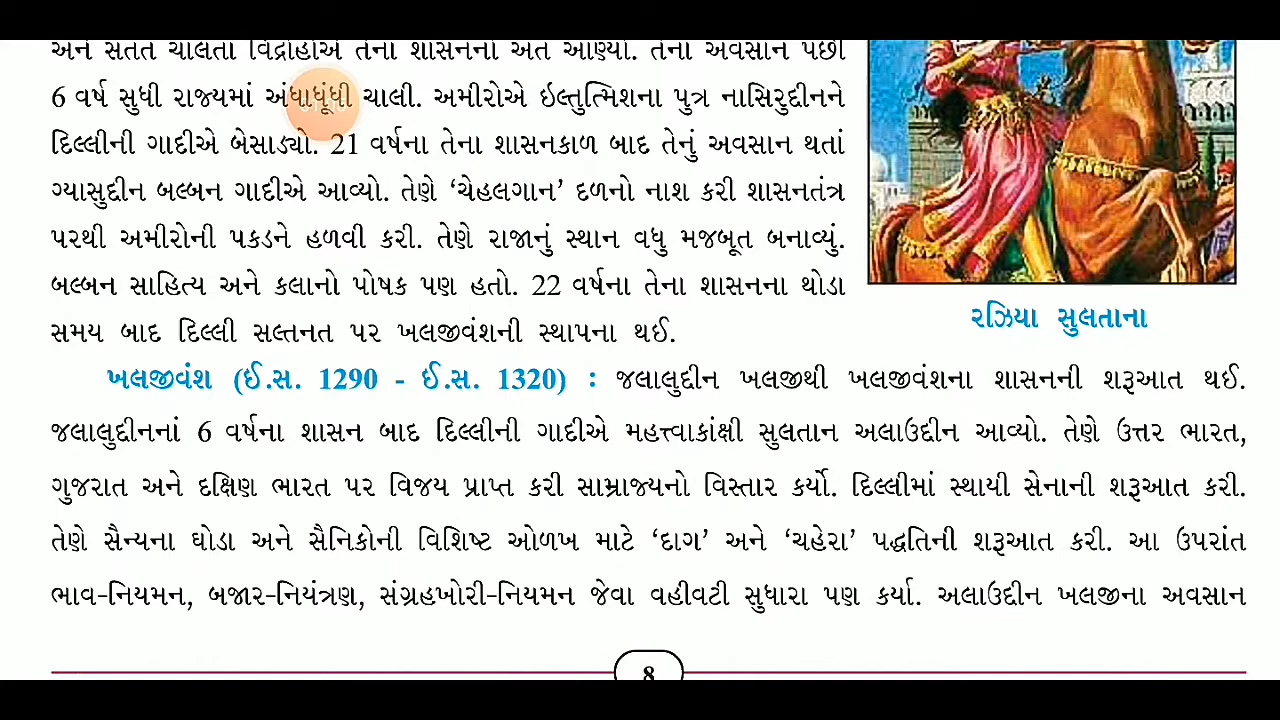 અને સતત ચાલતા વિદ્રોહોએ તેના શાસનનો અંત આણ્યો. તેના અવસાન પછી
6 વર્ષ સુધી રાજ્યમાં અંધાધૂંધી ચાલી. અમીરોએ ઇલ્તુત્મિશના પુત્ર નાસિરુદ્દીનને
દિલ્લીની ગાદીએ બેસાડ્યો. 21 વર્ષના તેના શાસનકાળ બાદ તેનું અવસાન થતાં
ગ્યાસુદ્દીન બલ્બન ગાદીએ આવ્યો. તેણે ‘ચેહલગાન’ દળનો નાશ કરી શાસનતંત્ર
પરથી અમીરોની પકડને હળવી કરી. તેણે રાજાનું સ્થાન વધુ મજબૂત બનાવ્યું.
બલ્બન સાહિત્ય અને કલાનો પોષક પણ હતો. 22 વર્ષના તેના શાસનના થોડા
સમય બાદ દિલ્લી સલ્તનત પર ખલજીવંશની સ્થાપના થઈ.
રઝિયા સુલતાના
ખલજીવંશ (ઈ.સ. 1290 - ઈ.સ. 1320) : જલાલુદ્દીન ખલજીથી ખલજીવંશના શાસનની શરૂઆત થઈ.
જલાલુદ્દીનનાં 6 વર્ષના શાસન બાદ દિલ્લીની ગાદીએ મહત્ત્વાકાંક્ષી સુલતાન અલાઉદ્દીન આવ્યો. તેણે ઉત્તર ભારત,
ગુજરાત અને દક્ષિણ ભારત પર વિજય પ્રાપ્ત કરી સામ્રાજ્યનો વિસ્તાર કર્યો. દિલ્લીમાં સ્થાયી સેનાની શરૂઆત કરી.
તેણે સૈન્યના ઘોડા અને સૈનિકોની વિશિષ્ટ ઓળખ માટે ‘દાગ’ અને ‘ચહેરા’ પદ્ધતિની શરૂઆત કરી. આ ઉપરાંત
ભાવ-નિયમન, બજાર-નિયંત્રણ, સંગ્રહખોરી-નિયમન જેવા વહીવટી સુધારા પણ કર્યા. અલાઉદ્દીન ખલજીના અવસાન
8